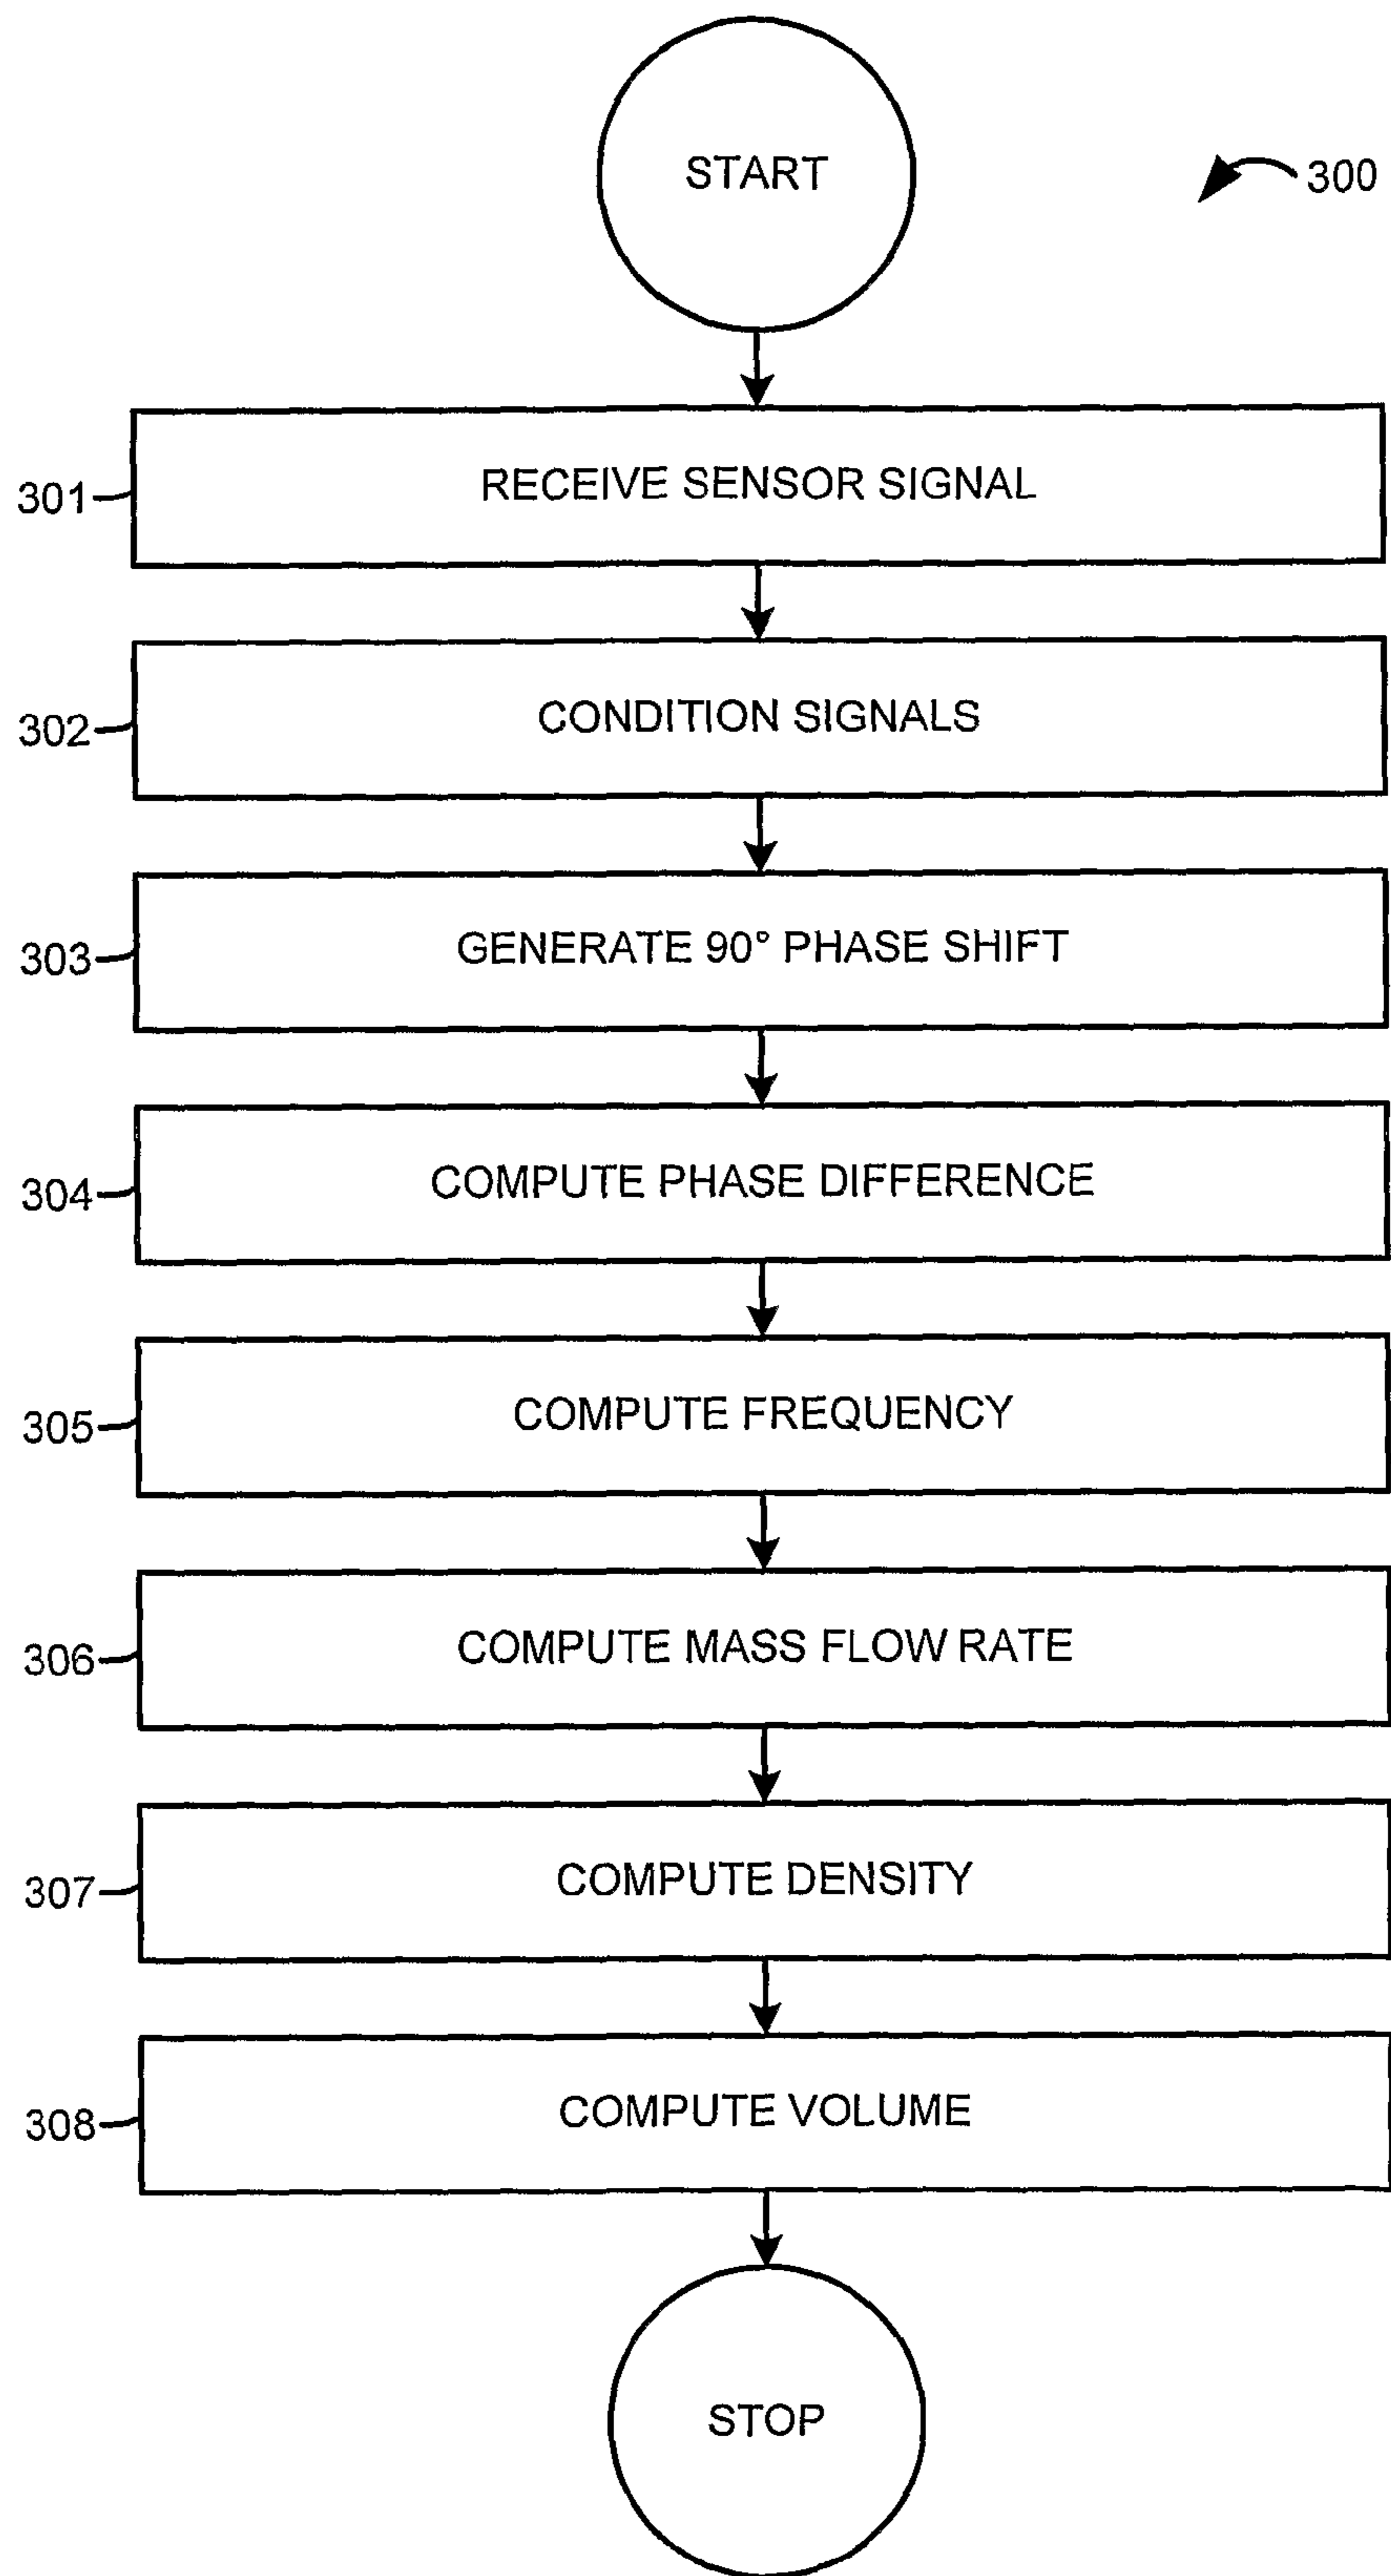 START
300
301
RECEIVE SENSOR SIGNAL
302
CONDITION SIGNALS
303
GENERATE 90° PHASE SHIFT
304
COMPUTE PHASE DIFFERENCE
305
COMPUTE FREQUENCY
306
COMPUTE MASS FLOW RATE
307
COMPUTE DENSITY
308
COMPUTE VOLUME
STOP